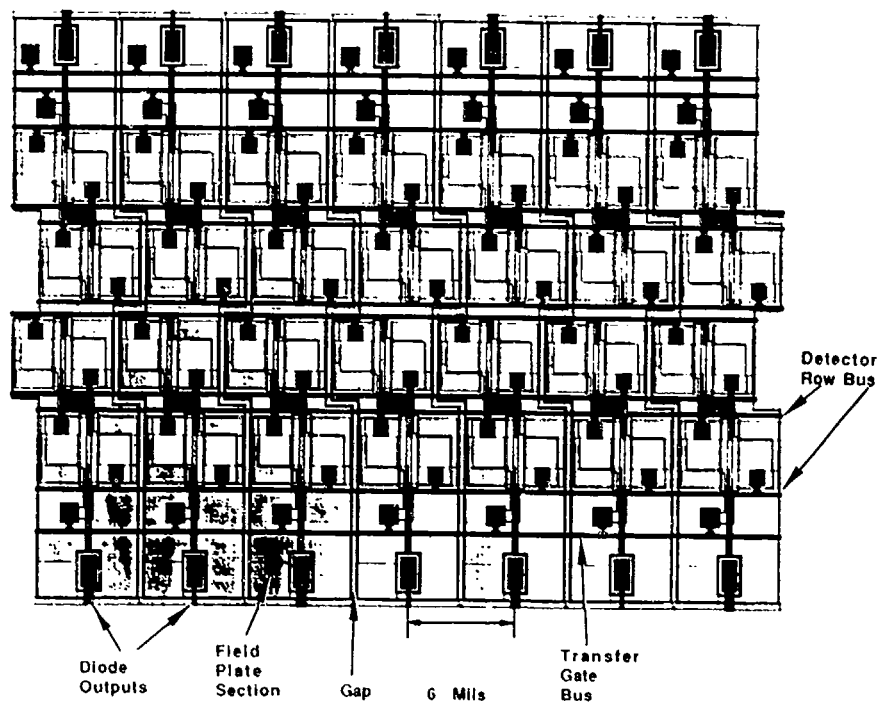 Detector
Row Bus
Diode
Outputs
Field
Plate
Section
Gap
6 Mils
Transfer
Gate
Bus